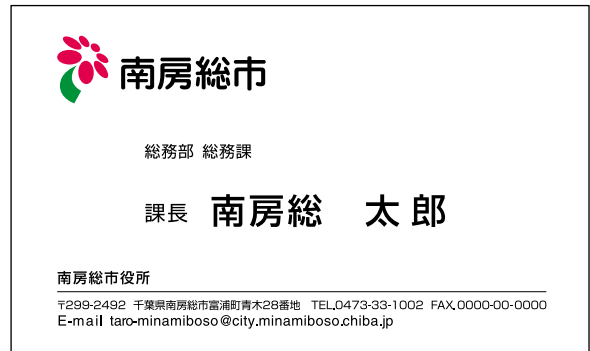 南房総市
総務部 総務課
課長 南房総 太郎
南房総市役所
〒299-2492 千葉県南房総市富浦町青木28番地 TEL.0473-33-1002 FAX.0000-00-0000
E-mail taro-minamiboso@city.minamiboso.chiba.jp